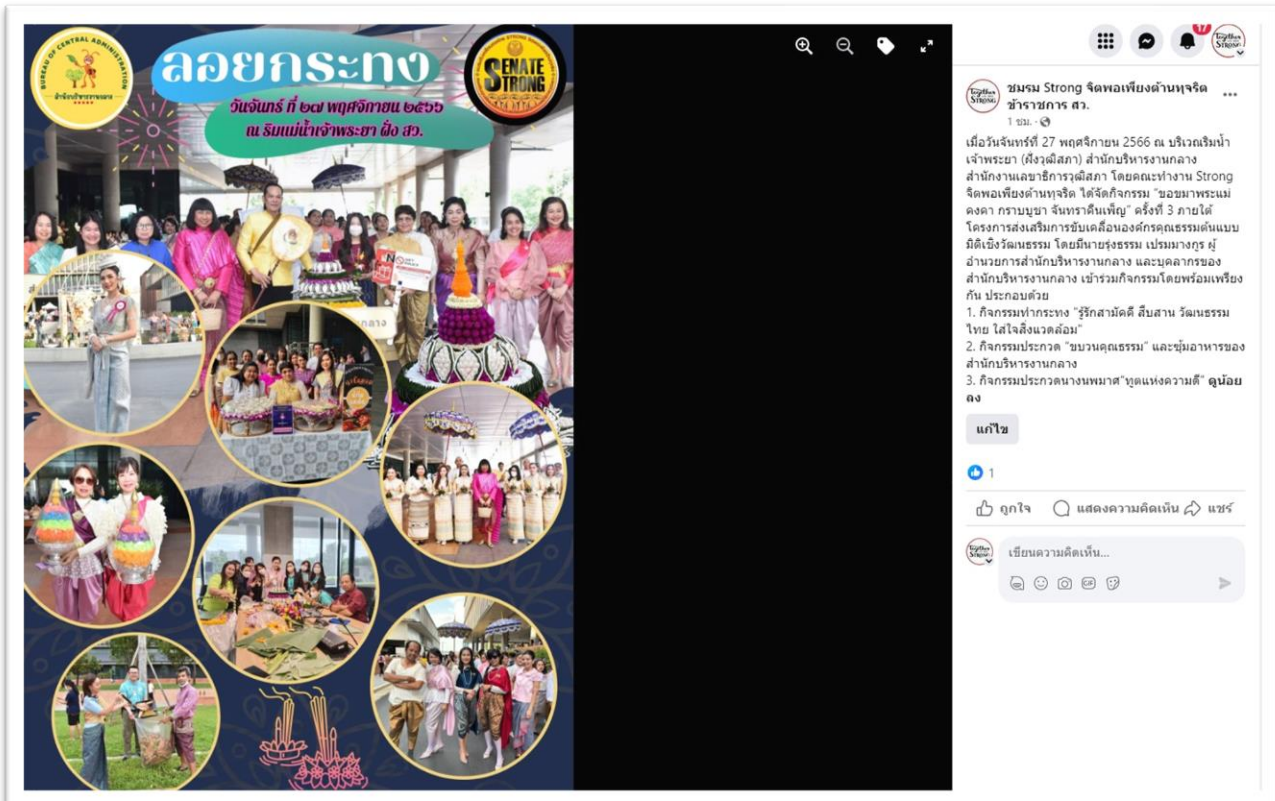 BUREAU OF CENTRAL ADMINISTRATION
สำนักบริหารงานกลาง
ลอยกระทง
วันจันทร์ ที่ ๒๗ พฤศจิกายน ๒๕๖๖
ณ ริมแม่น้ำเจ้าพระยา ฝั่ง สว.
SENATE
STRONG
NO
17
Together
STRONG
ชมรม Strong จิตพอเพียงต้านทุจริต
ข้าราชการ สว.
1 ชม.
เมื่อวันจันทร์ที่ 27 พฤศจิกายน 2566 ณ บริเวณริมน้ำ
เจ้าพระยา (ฝั่งวุฒิสภา) สำนักบริหารงานกลาง
สำนักงานเลขาธิการวุฒิสภา โดยคณะทำงาน Strong
จิตพอเพียงต้านทุจริต ได้จัดกิจกรรม "ขอขมาพระแม่
คงคา กราบบูชา จันทราคืนเพ็ญ" ครั้งที่ 3 ภายใต้
โครงการส่งเสริมการขับเคลื่อนองค์กรคุณธรรมต้นแบบ
มิติเชิงวัฒนธรรม โดยมีนายรุ่งธรรม เปรมมางกูร ผู้
อำนวยการสำนักบริหารงานกลาง และบุคลากรของ
สำนักบริหารงานกลาง เข้าร่วมกิจกรรมโดยพร้อมเพรียง
กัน ประกอบด้วย
1. กิจกรรมทำกระทง "รู้รักสามัคคี สืบสาน วัฒนธรรม
ไทย ใส่ใจสิ่งแวดล้อม"
2. กิจกรรมประกวด "ขบวนคุณธรรม" และซุ้มอาหารของ
สำนักบริหารงานกลาง
3. กิจกรรมประกวดนางนพมาศ"ทูตแห่งความดี" ดูน้อย
ลง
แก้ไข
1
ถูกใจ
แสดงความคิดเห็น
แชร์
เขียนความคิดเห็น...
GIF